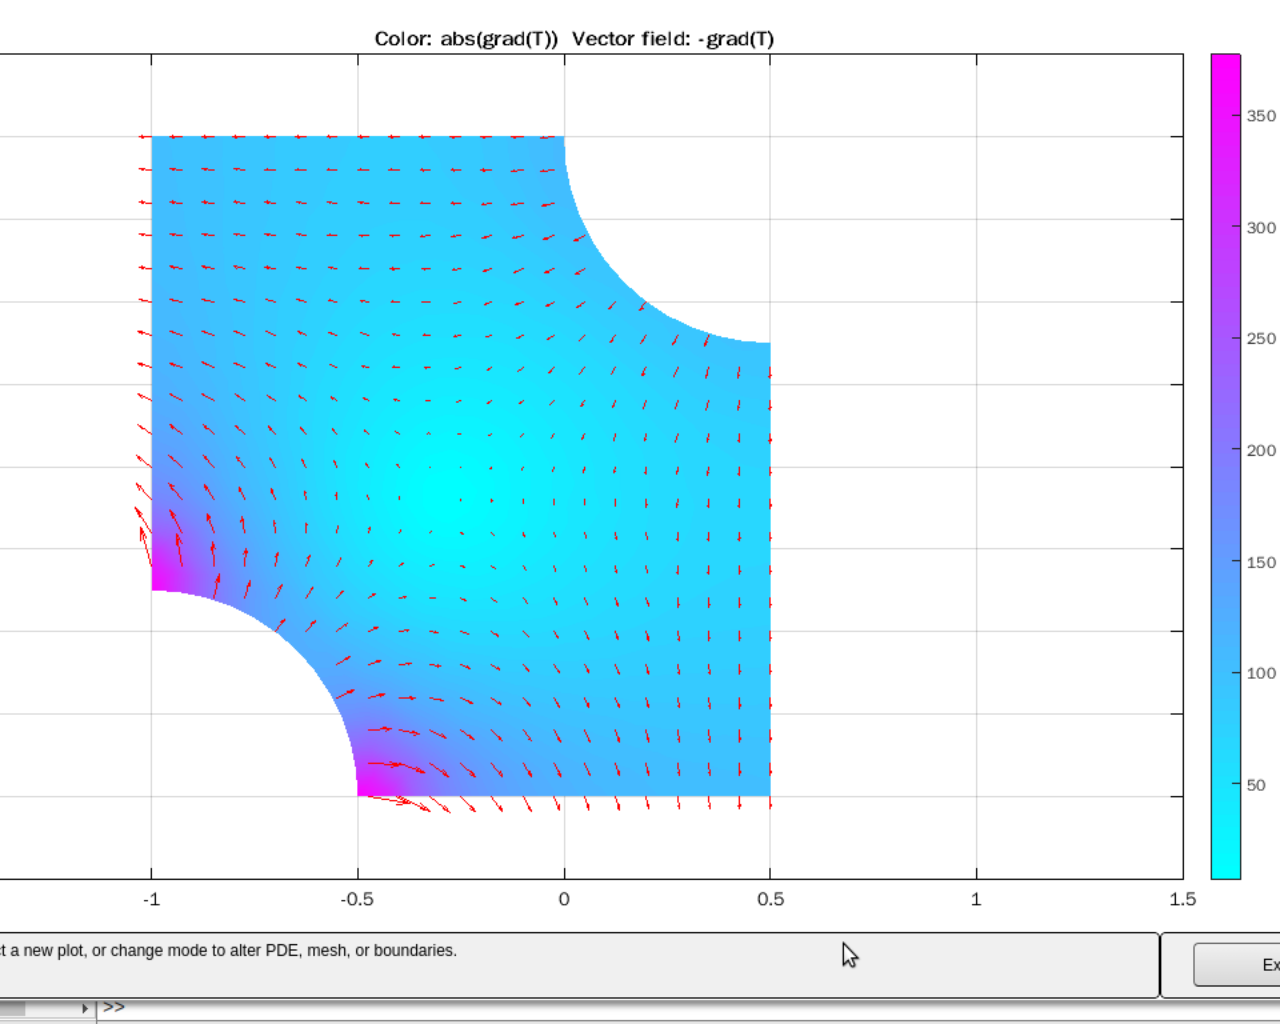 Color: abs(grad(T)) Vector field: -grad(T)
350
300
250
200
150
100
50
-1 -0.5 0 0.5 1 1.5
t a new plot, or change mode to alter PDE, mesh, or boundaries.
Ex
>>